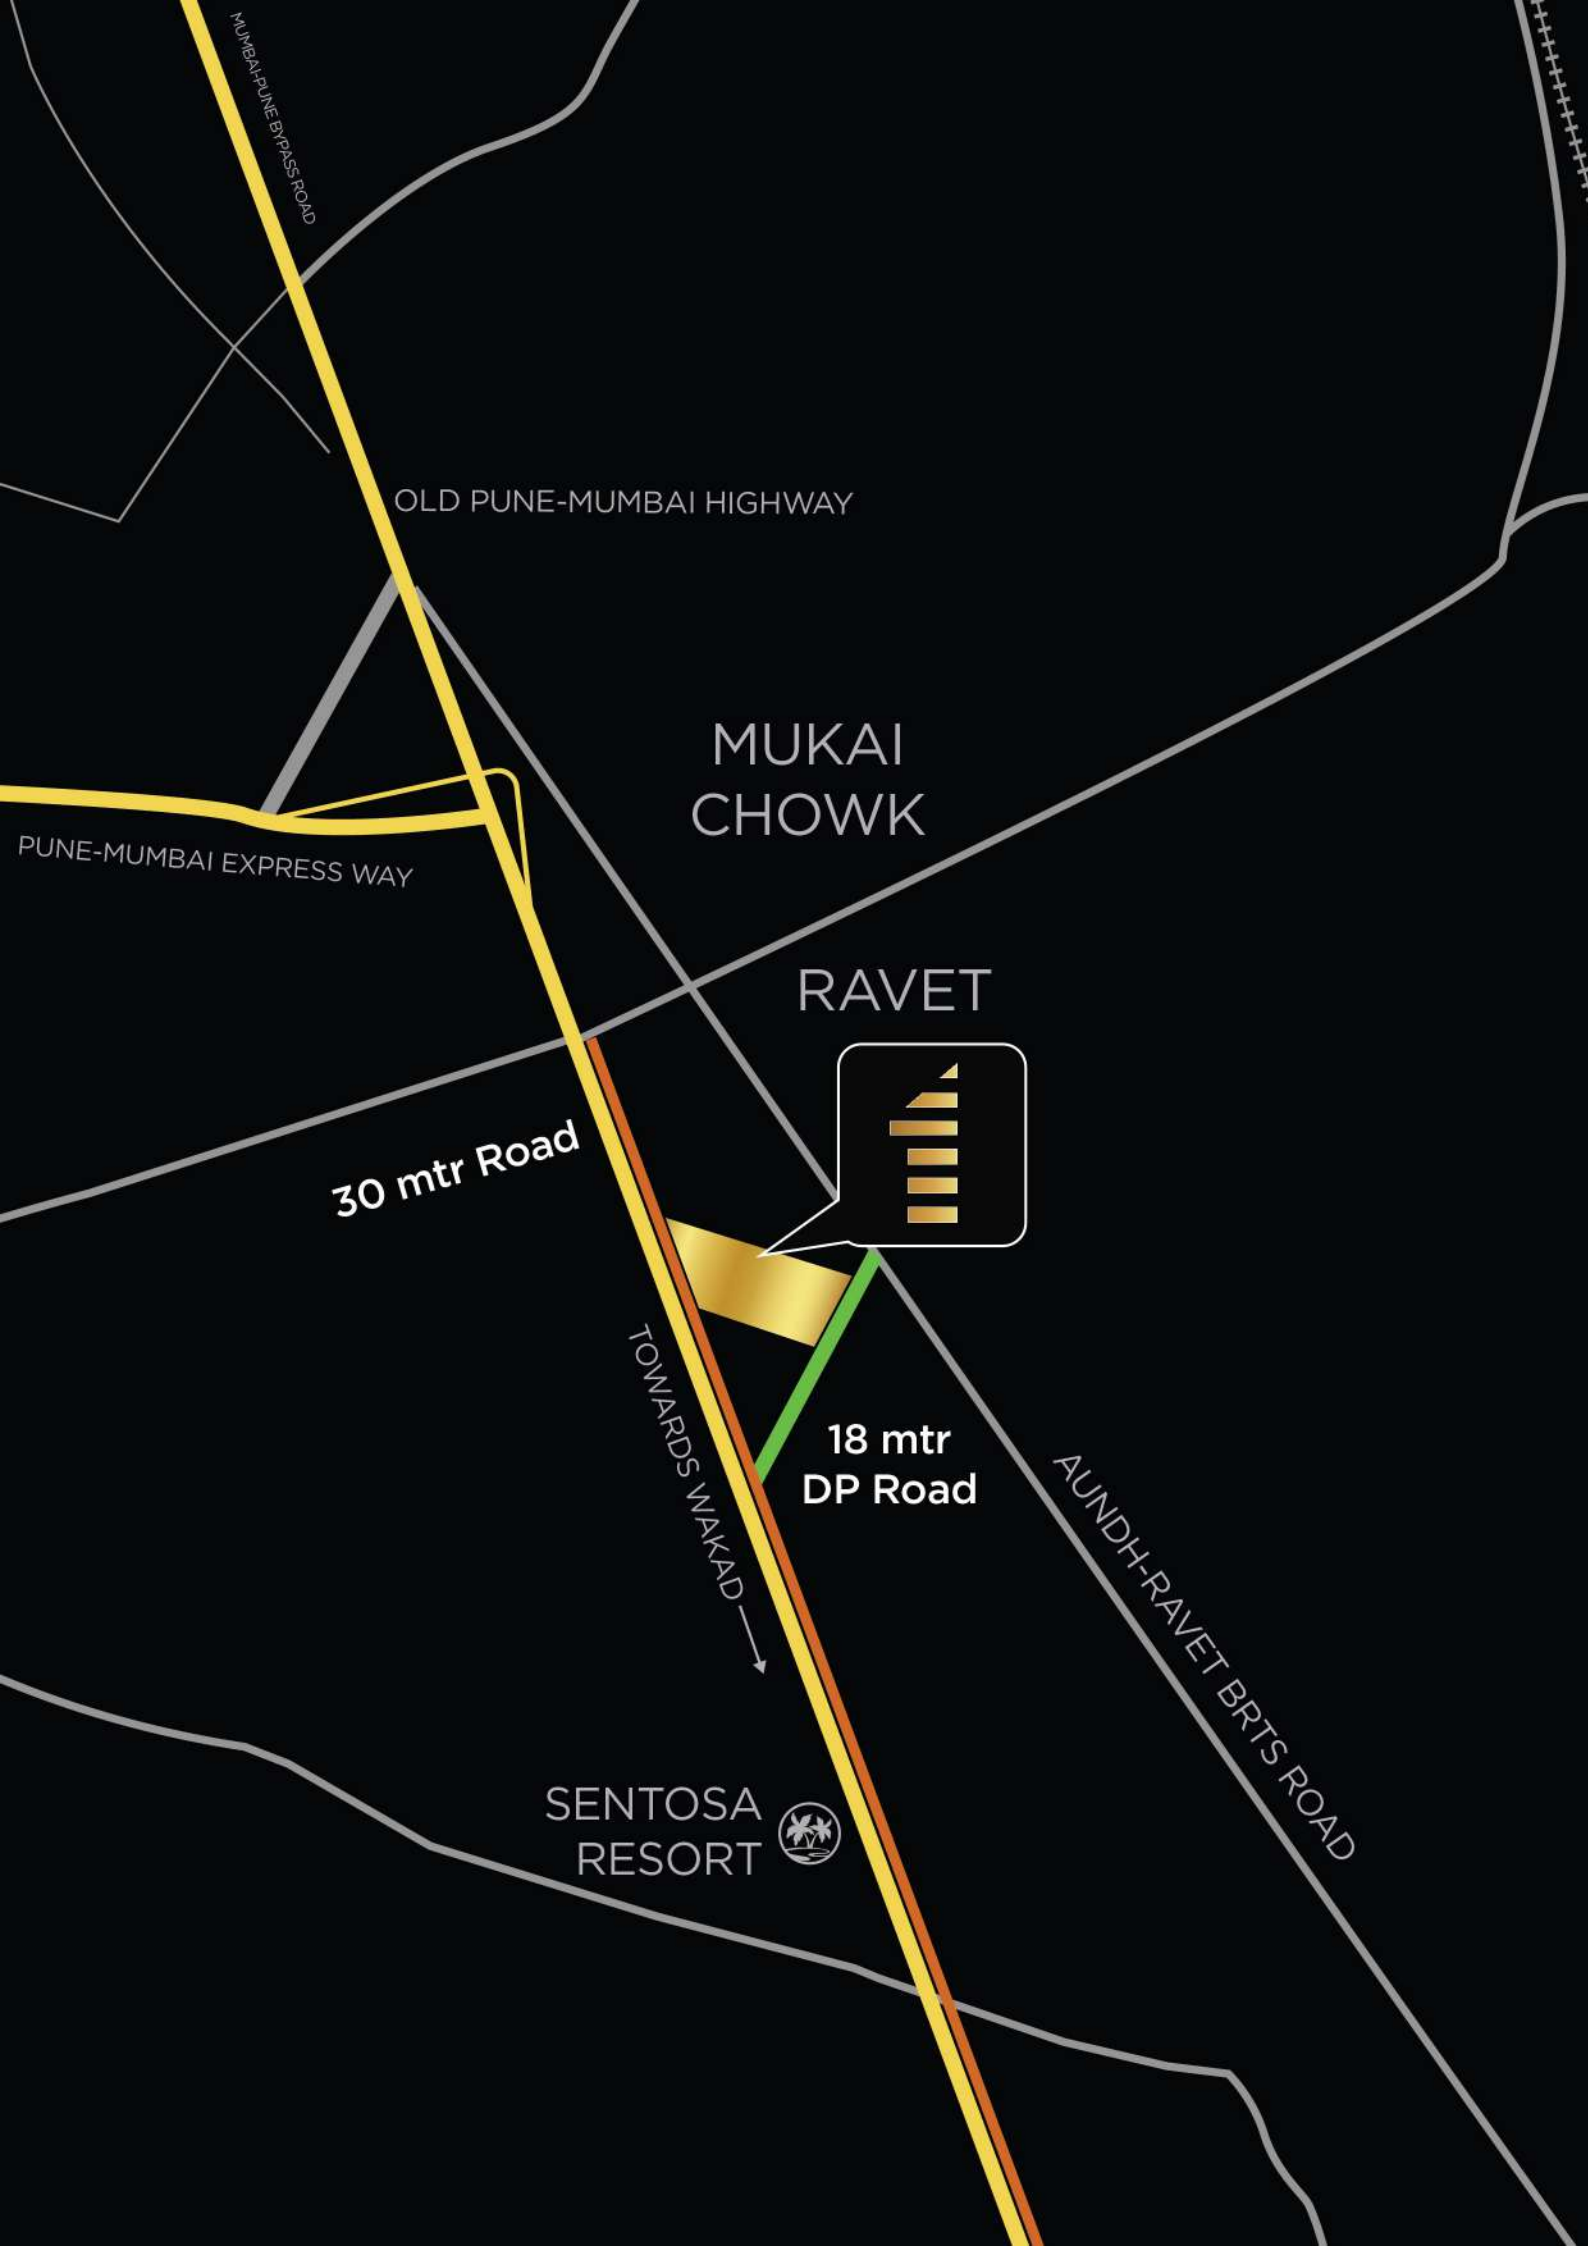 MUMBAI-PUNE BYPASS ROAD
OLD PUNE-MUMBAI HIGHWAY
MUKAI
CHOWK
PUNE-MUMBAI EXPRESS WAY
RAVET
30 mtr Road
TOWARDS WAKAD
18 mtr
DP Road
AUNDH-RAVET BRTS ROAD
SENTOSA
RESORT